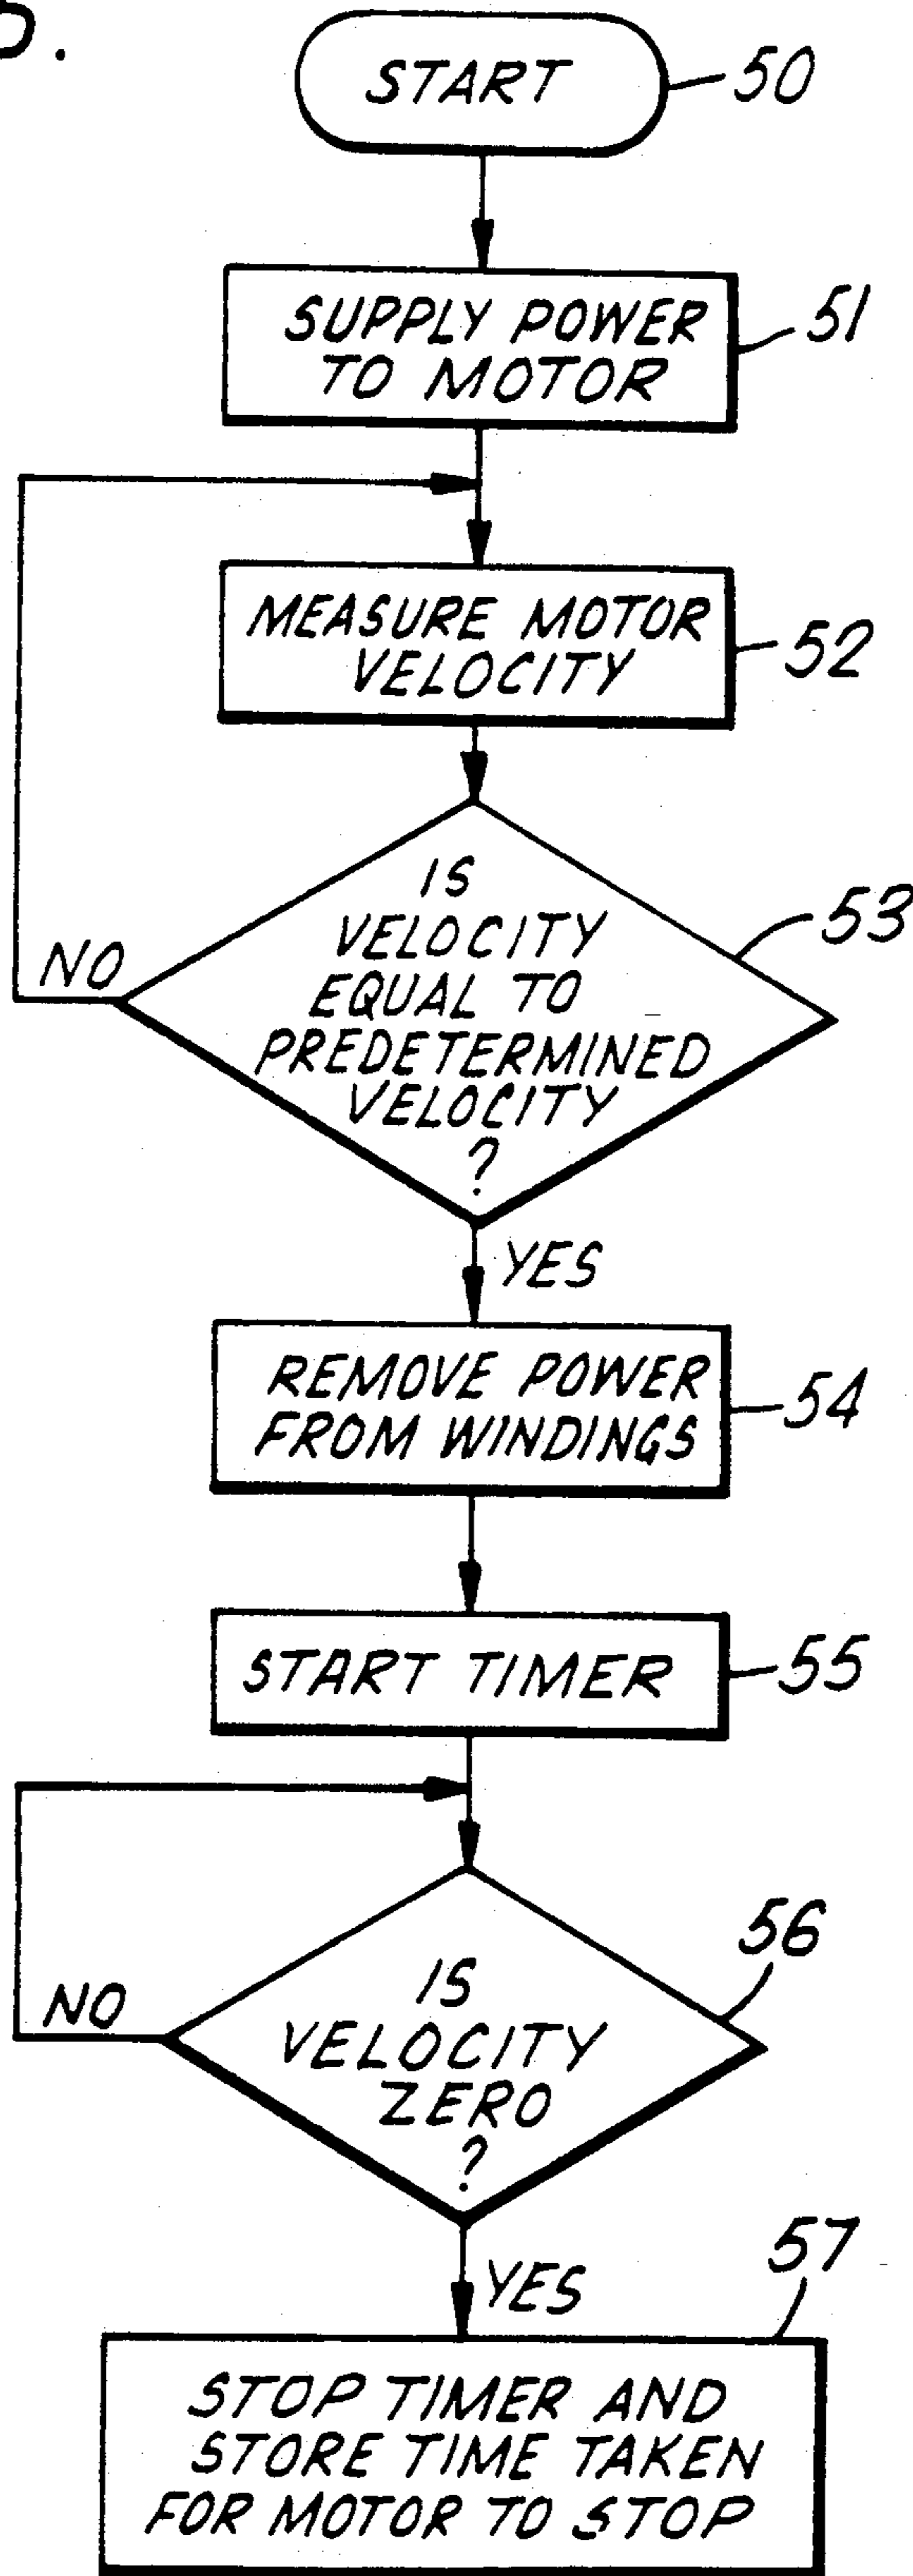 START
50
SUPPLY POWER
TO MOTOR
51
MEASURE MOTOR
VELOCITY
52
IS
VELOCITY
EQUAL TO
PREDETERMINED
VELOCITY
?
53
NO
YES
REMOVE POWER
FROM WINDINGS
54
START TIMER
55
IS
VELOCITY
ZERO
?
56
NO
YES
57
STOP TIMER AND
STORE TIME TAKEN
FOR MOTOR TO STOP